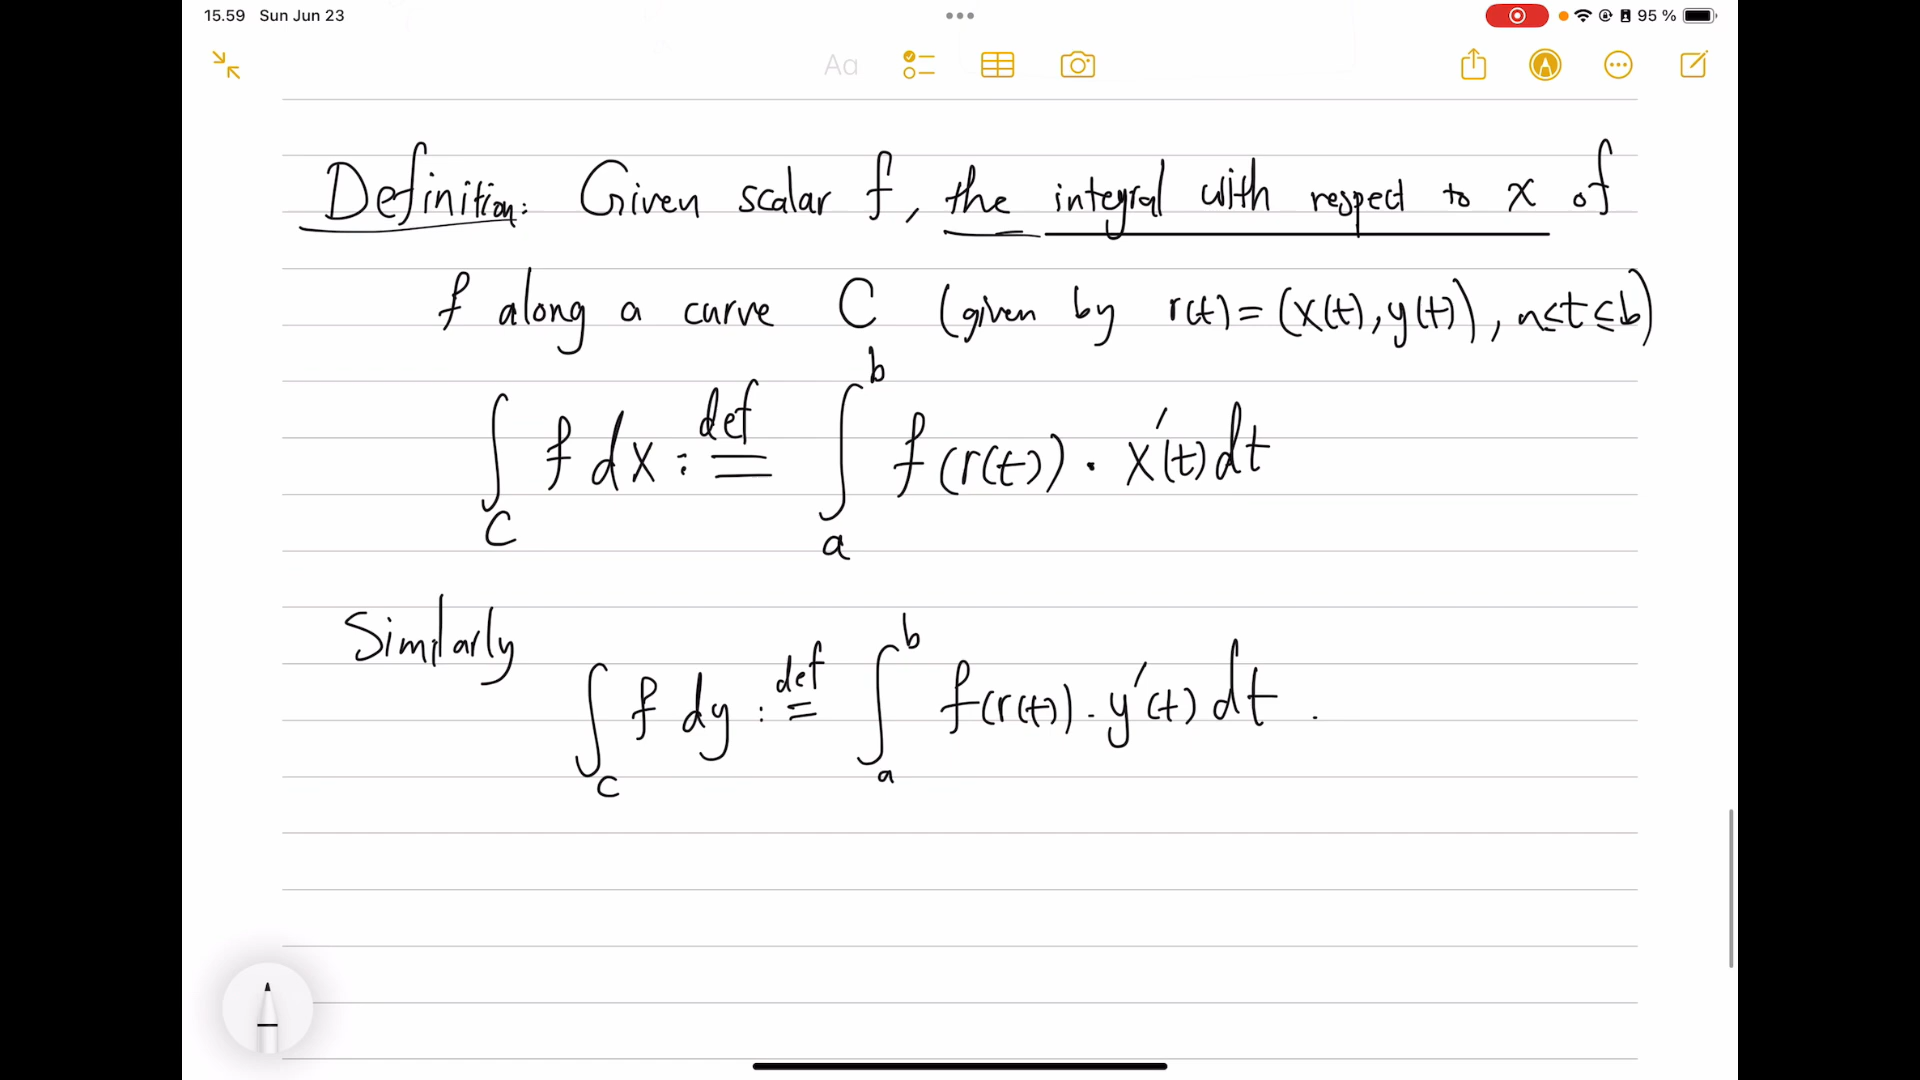 15.59 Sun Jun 23
95 %
Aa
Definition: Given scalar f, the integral with respect to x of
f along a curve C (given by r(t) = (x(t), y(t)), a≤t≤b)
∫_C f dx :=^{def} ∫_a^b f(r(t)) · x'(t) dt
Similarly
∫_C f dy :=^{def} ∫_a^b f(r(t)) · y'(t) dt .